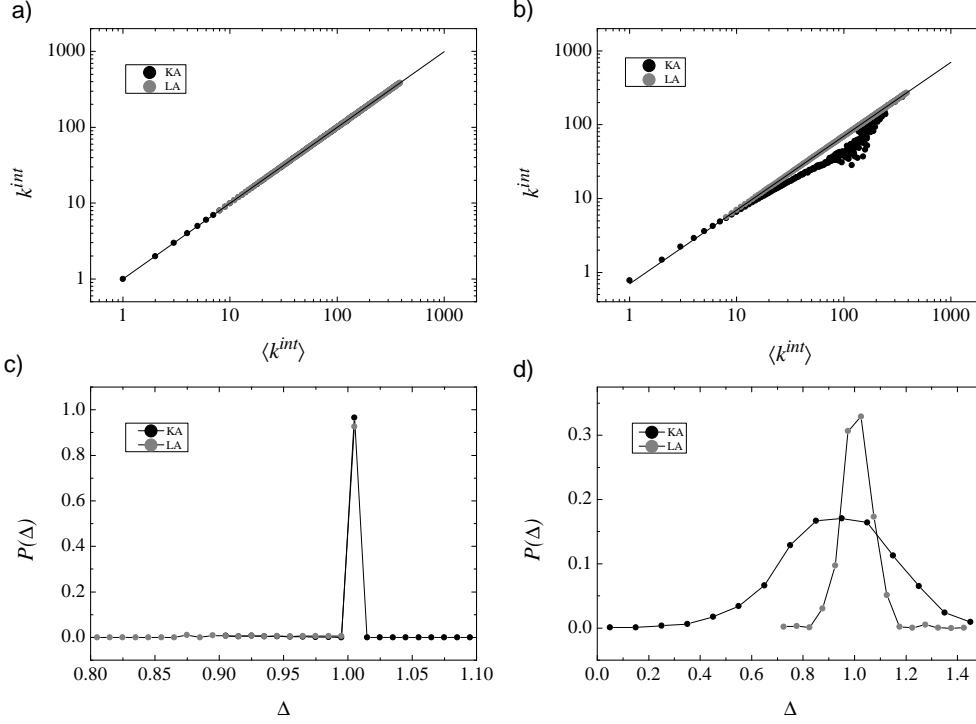 a)
1000
100
10
1
k^int
KA
LA
1 10 100 1000
⟨k^int⟩
b)
1000
100
10
1
k^int
KA
LA
1 10 100 1000
⟨k^int⟩
c)
1.0
0.8
0.6
0.4
0.2
0.0
P(Δ)
KA
LA
0.80 0.85 0.90 0.95 1.00 1.05 1.10
Δ
d)
0.3
0.2
0.1
0.0
P(Δ)
KA
LA
0.0 0.2 0.4 0.6 0.8 1.0 1.2 1.4
Δ